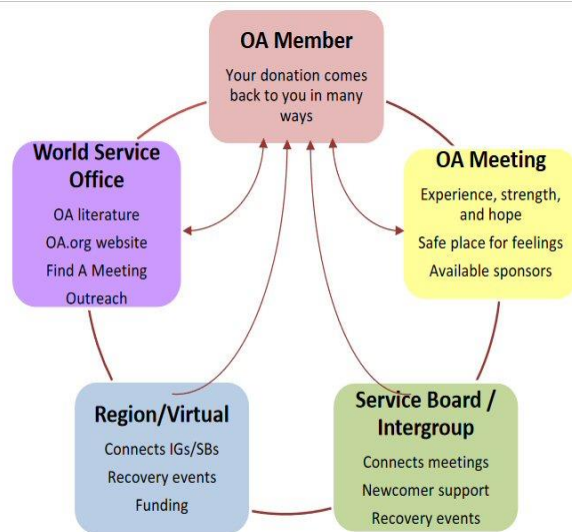 OA Member
Your donation comes
back to you in many
ways
World Service
Office
OA literature
OA.org website
Find A Meeting
Outreach
OA Meeting
Experience, strength,
and hope
Safe place for feelings
Available sponsors
Region/Virtual
Connects IGs/SBs
Recovery events
Funding
Service Board /
Intergroup
Connects meetings
Newcomer support
Recovery events